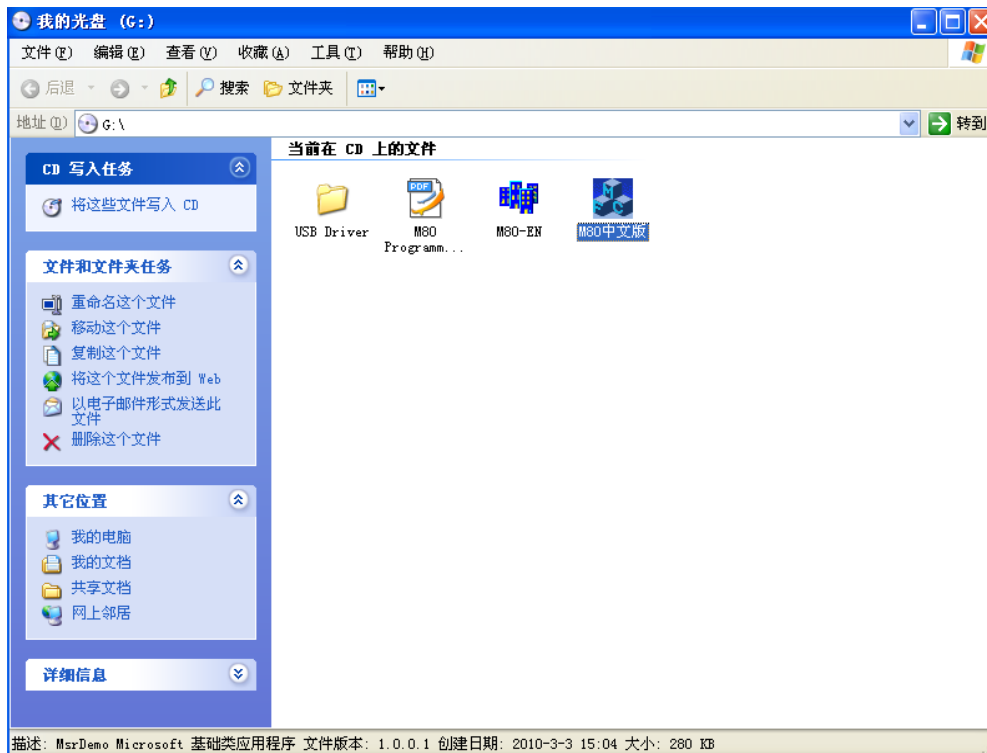 我的光盘 (G:)
文件(F) 编辑(E) 查看(V) 收藏(A) 工具(T) 帮助(H)
后退 搜索 文件夹
地址(D) G:\ 转到
当前在 CD 上的文件
CD 写入任务
将这些文件写入 CD
USB Driver
M80
Programm...
M80-EN
M80中文版
PDF
MFC
文件和文件夹任务
重命名这个文件
移动这个文件
复制这个文件
将这个文件发布到 Web
以电子邮件形式发送此
文件
删除这个文件
其它位置
我的电脑
我的文档
共享文档
网上邻居
详细信息
描述: MsrDemo Microsoft 基础类应用程序 文件版本: 1.0.0.1 创建日期: 2010-3-3 15:04 大小: 280 KB